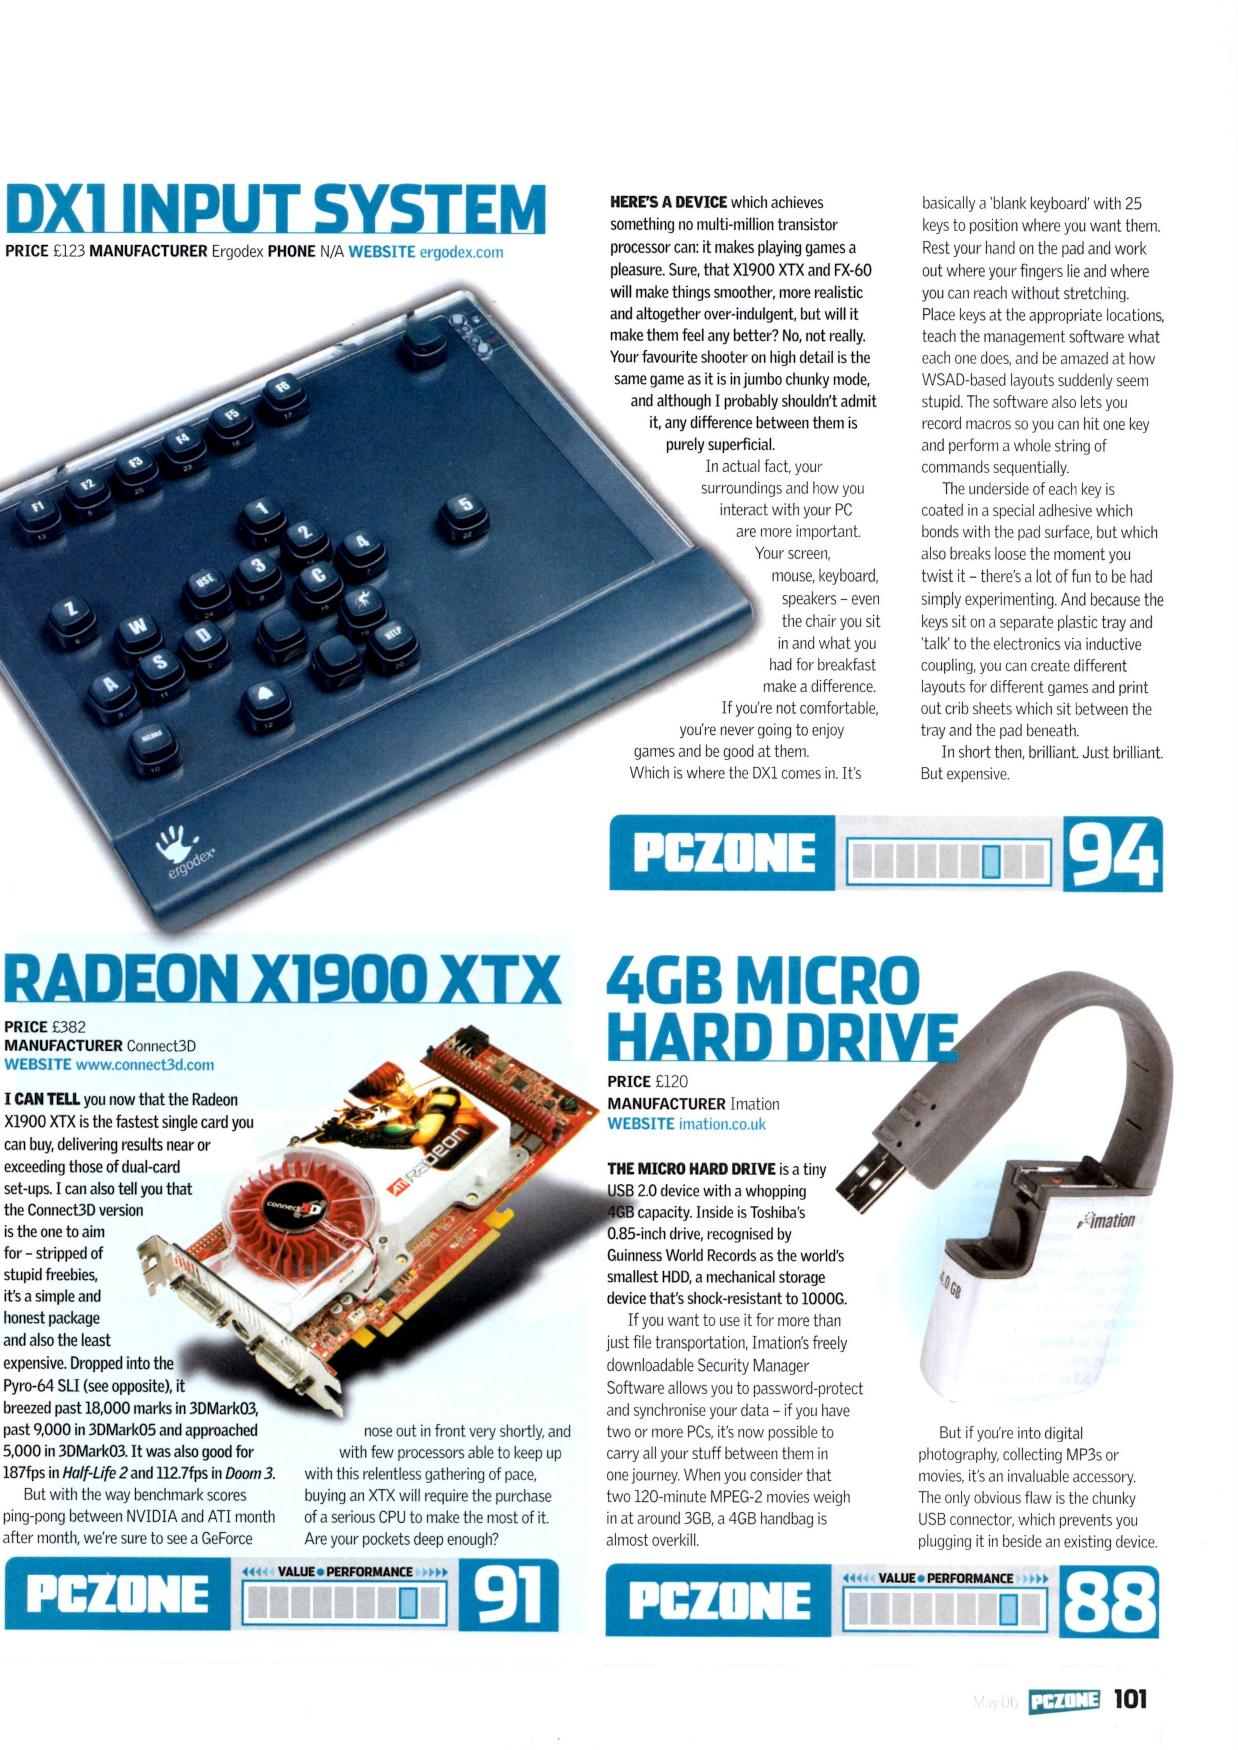 DX1 INPUT SYSTEM
PRICE £123 MANUFACTURER Ergodex PHONE N/A WEBSITE ergodex.com
F1
13
F2
5
F3
25
F4
23
F5
18
F6
17
1
2
3
4
5
22
USE
C
Z
W
S
11
D
A
HELP
20
12
RELOAD
10
ergodex
HERE'S A DEVICE which achieves
something no multi-million transistor
processor can: it makes playing games a
pleasure. Sure, that X1900 XTX and FX-60
will make things smoother, more realistic
and altogether over-indulgent, but will it
make them feel any better? No, not really.
Your favourite shooter on high detail is the
same game as it is in jumbo chunky mode,
and although I probably shouldn't admit
it, any difference between them is
purely superficial.
In actual fact, your
surroundings and how you
interact with your PC
are more important.
Your screen,
mouse, keyboard,
speakers – even
the chair you sit
in and what you
had for breakfast
make a difference.
If you're not comfortable,
you're never going to enjoy
games and be good at them.
Which is where the DX1 comes in. It's
basically a 'blank keyboard' with 25
keys to position where you want them.
Rest your hand on the pad and work
out where your fingers lie and where
you can reach without stretching.
Place keys at the appropriate locations,
teach the management software what
each one does, and be amazed at how
WSAD-based layouts suddenly seem
stupid. The software also lets you
record macros so you can hit one key
and perform a whole string of
commands sequentially.
The underside of each key is
coated in a special adhesive which
bonds with the pad surface, but which
also breaks loose the moment you
twist it – there's a lot of fun to be had
simply experimenting. And because the
keys sit on a separate plastic tray and
'talk' to the electronics via inductive
coupling, you can create different
layouts for different games and print
out crib sheets which sit between the
tray and the pad beneath.
In short then, brilliant. Just brilliant.
But expensive.
PCZONE
94
RADEON X1900 XTX
PRICE £382
MANUFACTURER Connect3D
WEBSITE www.connect3d.com
I CAN TELL you now that the Radeon
X1900 XTX is the fastest single card you
can buy, delivering results near or
exceeding those of dual-card
set-ups. I can also tell you that
the Connect3D version
is the one to aim
for – stripped of
stupid freebies,
it's a simple and
honest package
and also the least
expensive. Dropped into the
Pyro-64 SLI (see opposite), it
breezed past 18,000 marks in 3DMark03,
past 9,000 in 3DMark05 and approached
5,000 in 3DMark03. It was also good for
187fps in Half-Life 2 and 112.7fps in Doom 3.
But with the way benchmark scores
ping-pong between NVIDIA and ATI month
after month, we're sure to see a GeForce
ATI RADEON
connect3D
nose out in front very shortly, and
with few processors able to keep up
with this relentless gathering of pace,
buying an XTX will require the purchase
of a serious CPU to make the most of it.
Are your pockets deep enough?
PCZONE
VALUE ● PERFORMANCE
91
4GB MICRO
HARD DRIVE
PRICE £120
MANUFACTURER Imation
WEBSITE imation.co.uk
THE MICRO HARD DRIVE is a tiny
USB 2.0 device with a whopping
4GB capacity. Inside is Toshiba's
0.85-inch drive, recognised by
Guinness World Records as the world's
smallest HDD, a mechanical storage
device that's shock-resistant to 1000G.
If you want to use it for more than
just file transportation, Imation's freely
downloadable Security Manager
Software allows you to password-protect
and synchronise your data – if you have
two or more PCs, it's now possible to
carry all your stuff between them in
one journey. When you consider that
two 120-minute MPEG-2 movies weigh
in at around 3GB, a 4GB handbag is
almost overkill.
imation
4.0 GB
But if you're into digital
photography, collecting MP3s or
movies, it's an invaluable accessory.
The only obvious flaw is the chunky
USB connector, which prevents you
plugging it in beside an existing device.
PCZONE
VALUE ● PERFORMANCE
88
May 06 PCZONE 101